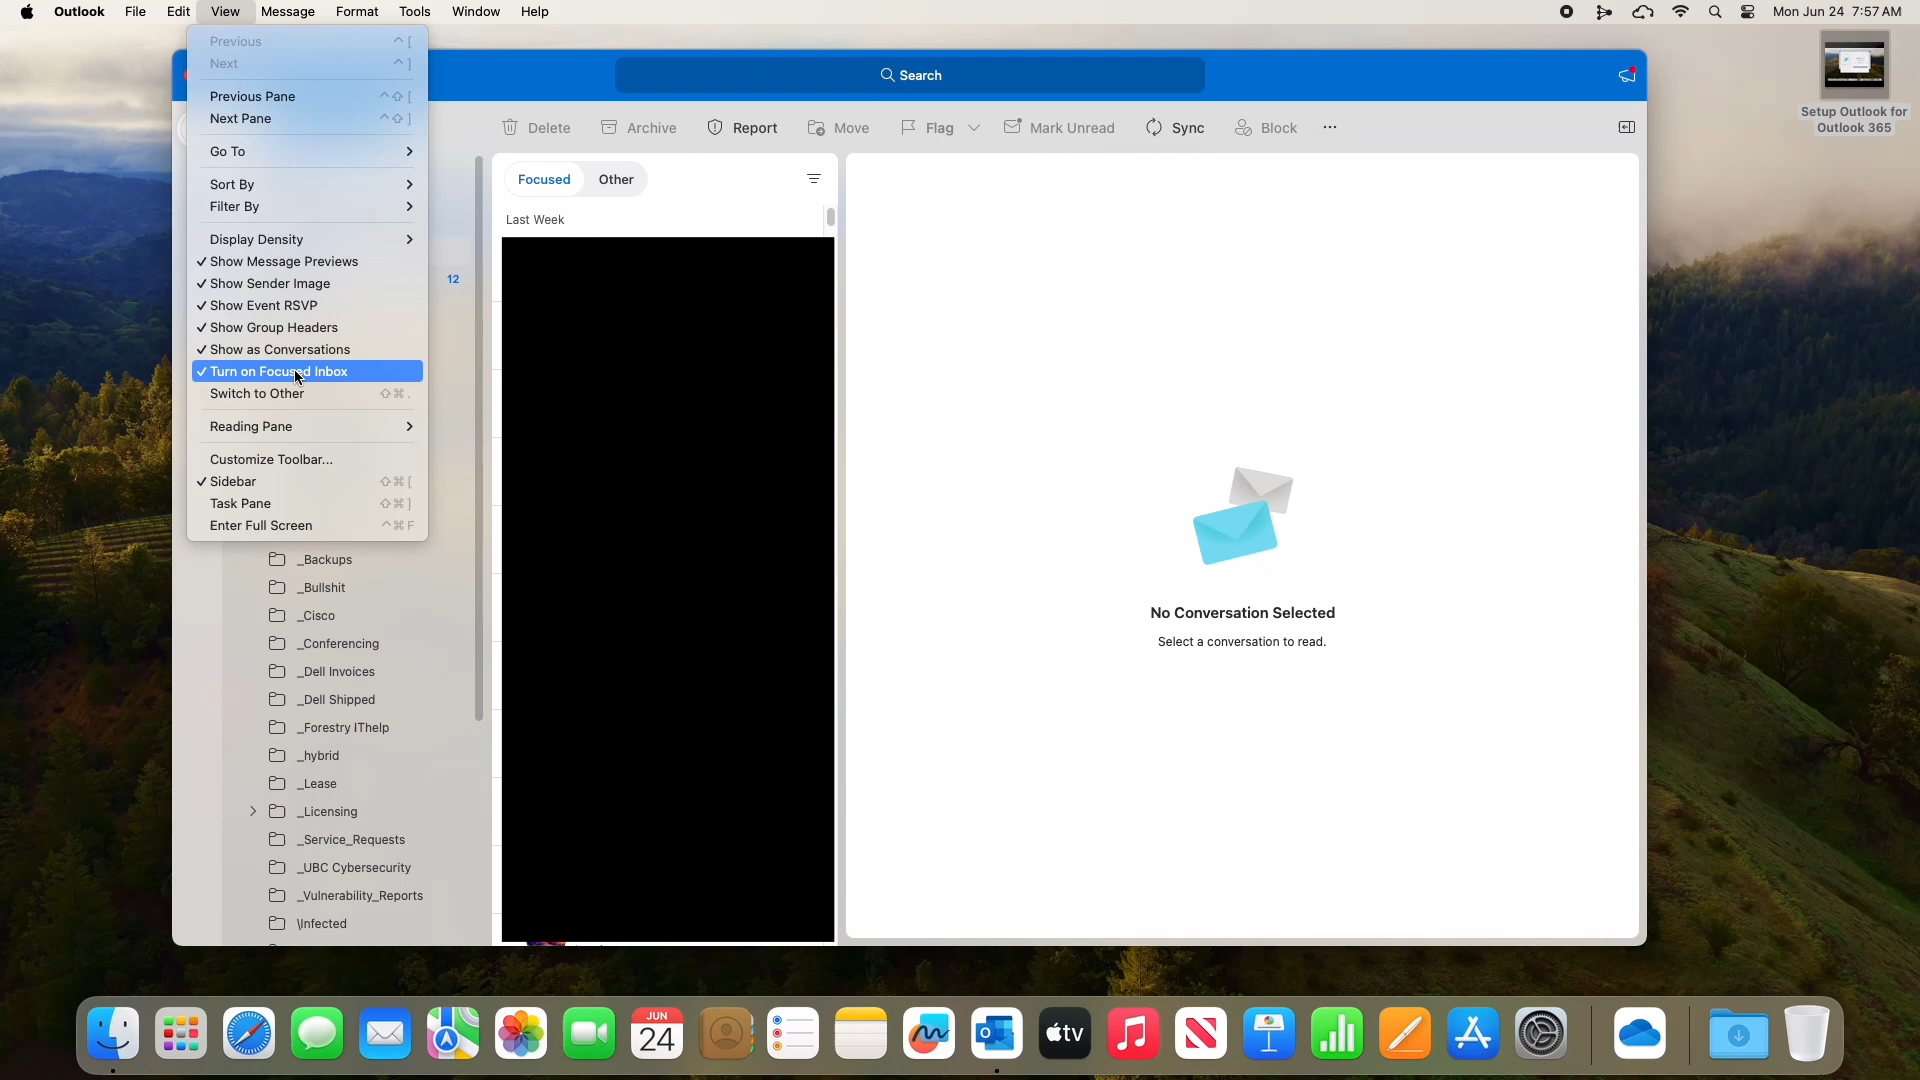 Outlook File Edit View Message Format Tools Window Help Mon Jun 24 7:57 AM
Previous ^ [
Next ^ ]
Previous Pane ^⇧ [
Next Pane ^⇧ ]
Go To
Sort By
Filter By
Display Density
✓ Show Message Previews
✓ Show Sender Image
✓ Show Event RSVP
✓ Show Group Headers
✓ Show as Conversations
✓ Turn on Focused Inbox
Switch to Other ⇧⌘ .
Reading Pane
Customize Toolbar...
✓ Sidebar ⇧⌘ [
Task Pane ⇧⌘ ]
Enter Full Screen ^⌘ F
12
_Backups
_Bullshit
_Cisco
_Conferencing
_Dell Invoices
_Dell Shipped
_Forestry IThelp
_hybrid
_Lease
_Licensing
_Service_Requests
_UBC Cybersecurity
_Vulnerability_Reports
\Infected
Search
Delete Archive Report Move Flag Mark Unread Sync Block ...
Focused Other
Last Week
No Conversation Selected
Select a conversation to read.
Setup Outlook for
Outlook 365
JUN
24
tv